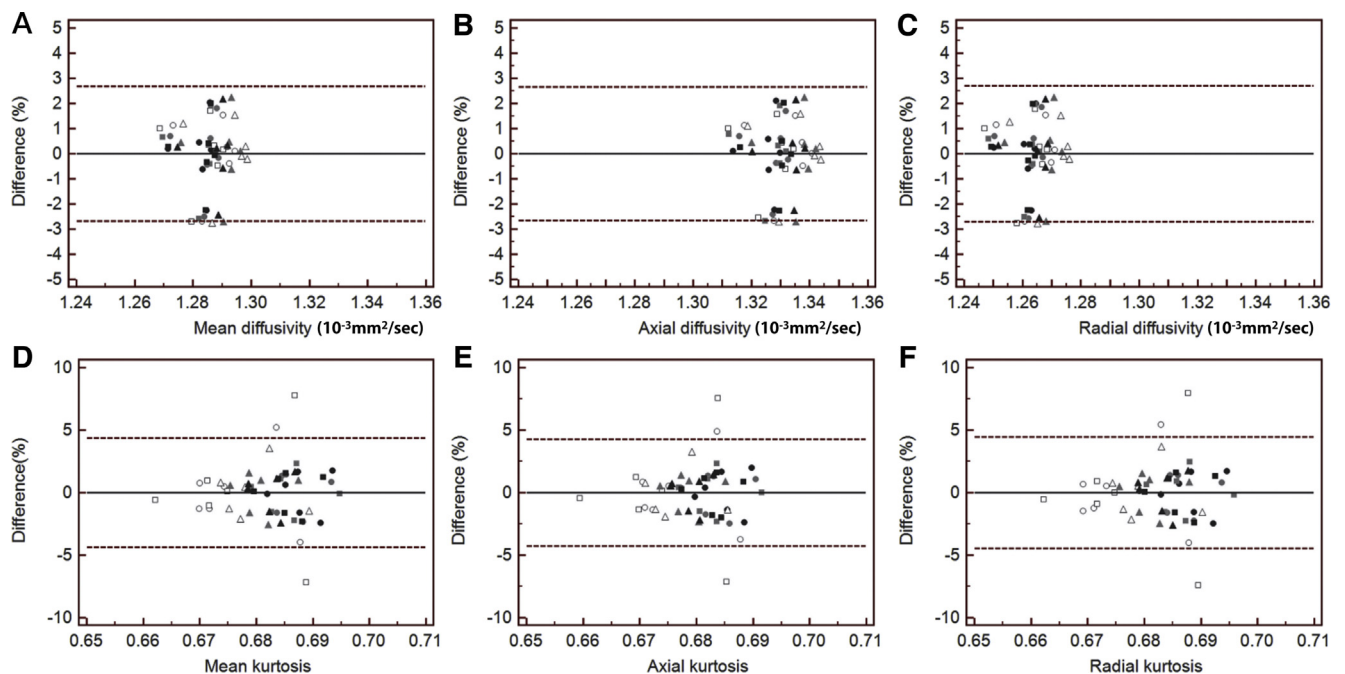 A
B
C
Difference (%)
5
4
3
2
1
0
-1
-2
-3
-4
-5
1.24 1.26 1.28 1.30 1.32 1.34 1.36
Mean diffusivity (10-3mm2/sec)
Difference (%)
5
4
3
2
1
0
-1
-2
-3
-4
-5
1.24 1.26 1.28 1.30 1.32 1.34 1.36
Axial diffusivity (10-3mm2/sec)
Difference (%)
5
4
3
2
1
0
-1
-2
-3
-4
-5
1.24 1.26 1.28 1.30 1.32 1.34 1.36
Radial diffusivity (10-3mm2/sec)
D
E
F
Difference(%)
10
5
0
-5
-10
0.65 0.66 0.67 0.68 0.69 0.70 0.71
Mean kurtosis
Difference (%)
10
5
0
-5
-10
0.65 0.66 0.67 0.68 0.69 0.70 0.71
Axial kurtosis
Difference (%)
10
5
0
-5
-10
0.65 0.66 0.67 0.68 0.69 0.70 0.71
Radial kurtosis